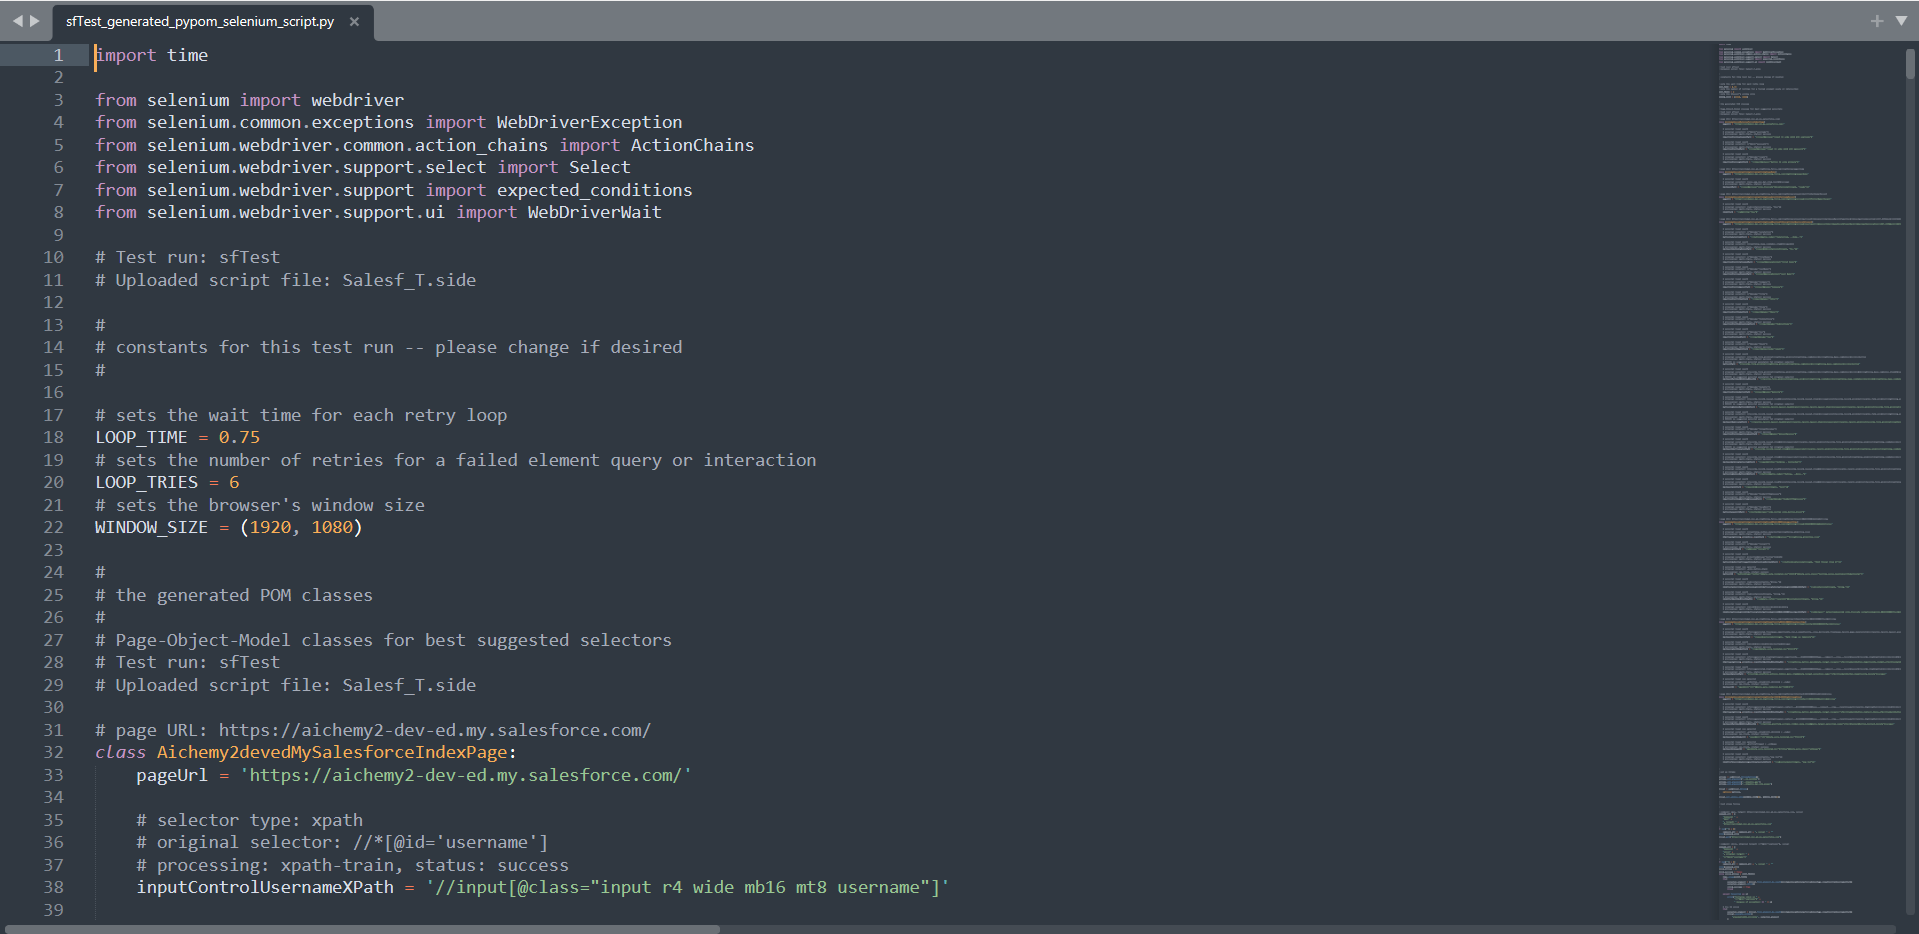 sfTest_generated_pypom_selenium_script.py
1 import time
2
3 from selenium import webdriver
4 from selenium.common.exceptions import WebDriverException
5 from selenium.webdriver.common.action_chains import ActionChains
6 from selenium.webdriver.support.select import Select
7 from selenium.webdriver.support import expected_conditions
8 from selenium.webdriver.support.ui import WebDriverWait
9
10 # Test run: sfTest
11 # Uploaded script file: Salesf_T.side
12
13 #
14 # constants for this test run -- please change if desired
15 #
16
17 # sets the wait time for each retry loop
18 LOOP_TIME = 0.75
19 # sets the number of retries for a failed element query or interaction
20 LOOP_TRIES = 6
21 # sets the browser's window size
22 WINDOW_SIZE = (1920, 1080)
23
24 #
25 # the generated POM classes
26 #
27 # Page-Object-Model classes for best suggested selectors
28 # Test run: sfTest
29 # Uploaded script file: Salesf_T.side
30
31 # page URL: https://aichemy2-dev-ed.my.salesforce.com/
32 class Aichemy2devedMySalesforceIndexPage:
33 pageUrl = 'https://aichemy2-dev-ed.my.salesforce.com/'
34
35 # selector type: xpath
36 # original selector: //*[@id='username']
37 # processing: xpath-train, status: success
38 inputControlUsernameXPath = '//input[@class="input r4 wide mb16 mt8 username"]'
39